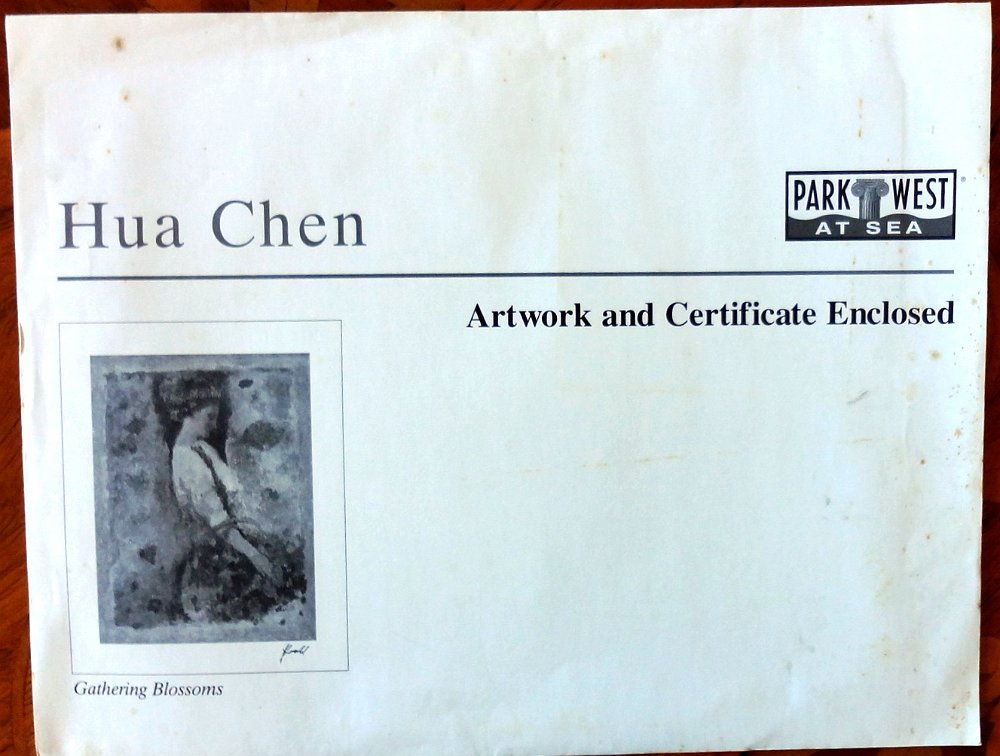 Hua Chen
PARK WEST
AT SEA
Artwork and Certificate Enclosed
Gathering Blossoms